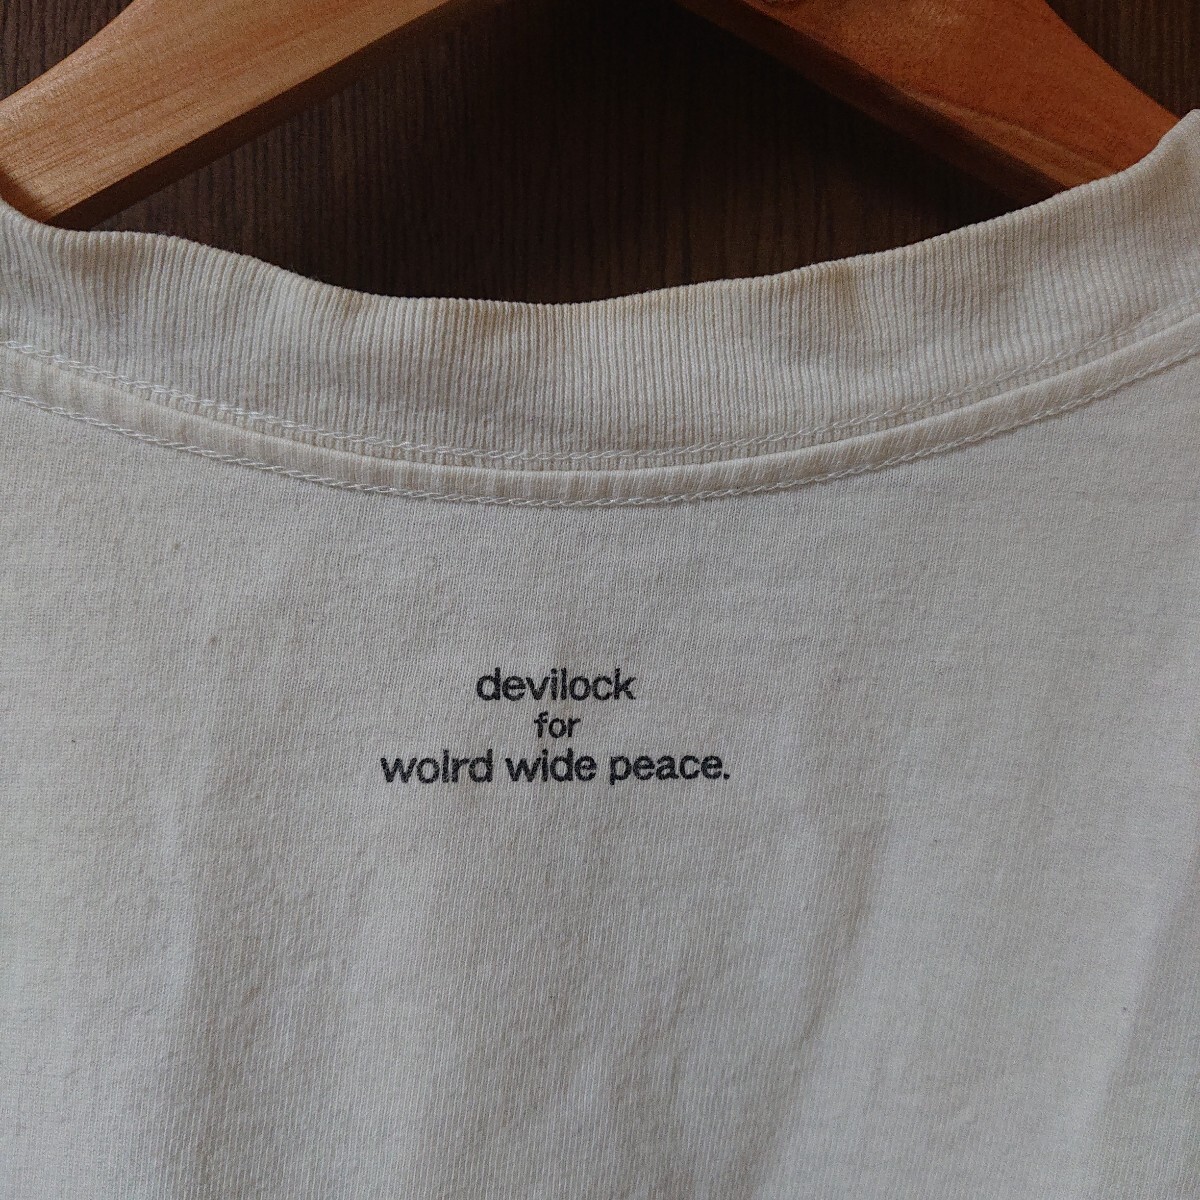 devilock
for
wolrd wide peace.